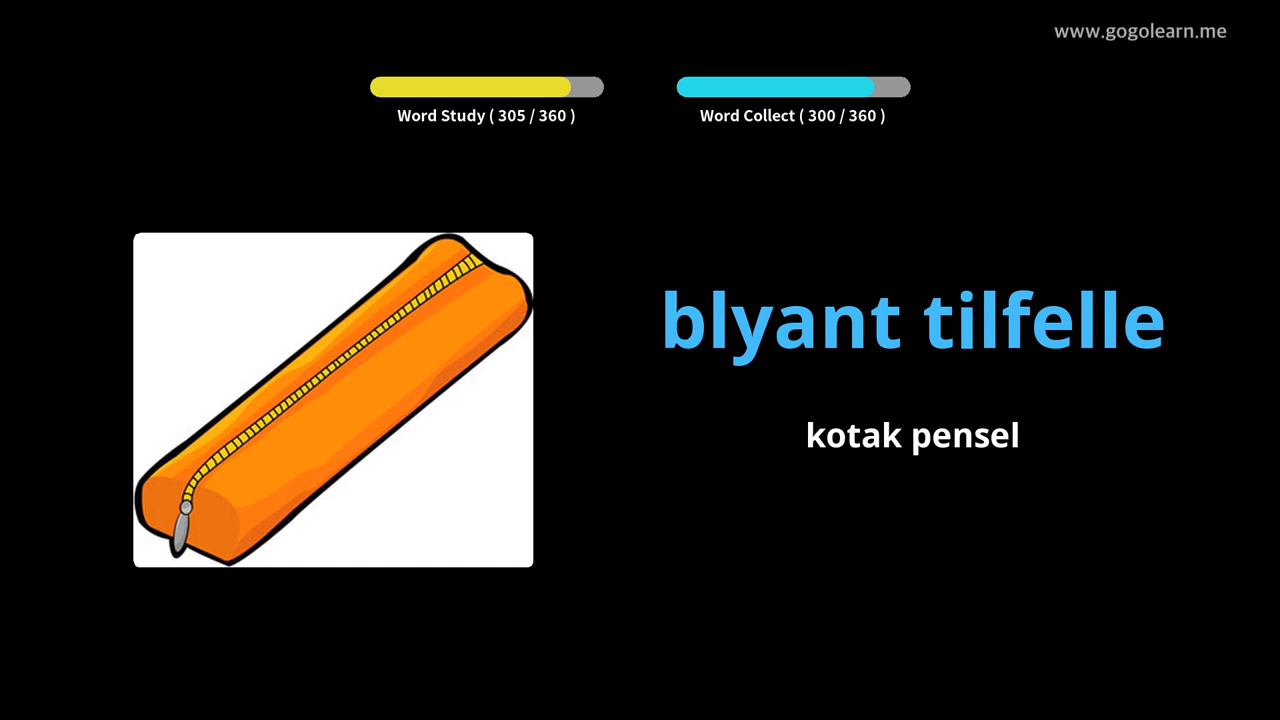 www.gogolearn.me
Word Study ( 305 / 360 )
Word Collect ( 300 / 360 )
blyant tilfelle
kotak pensel